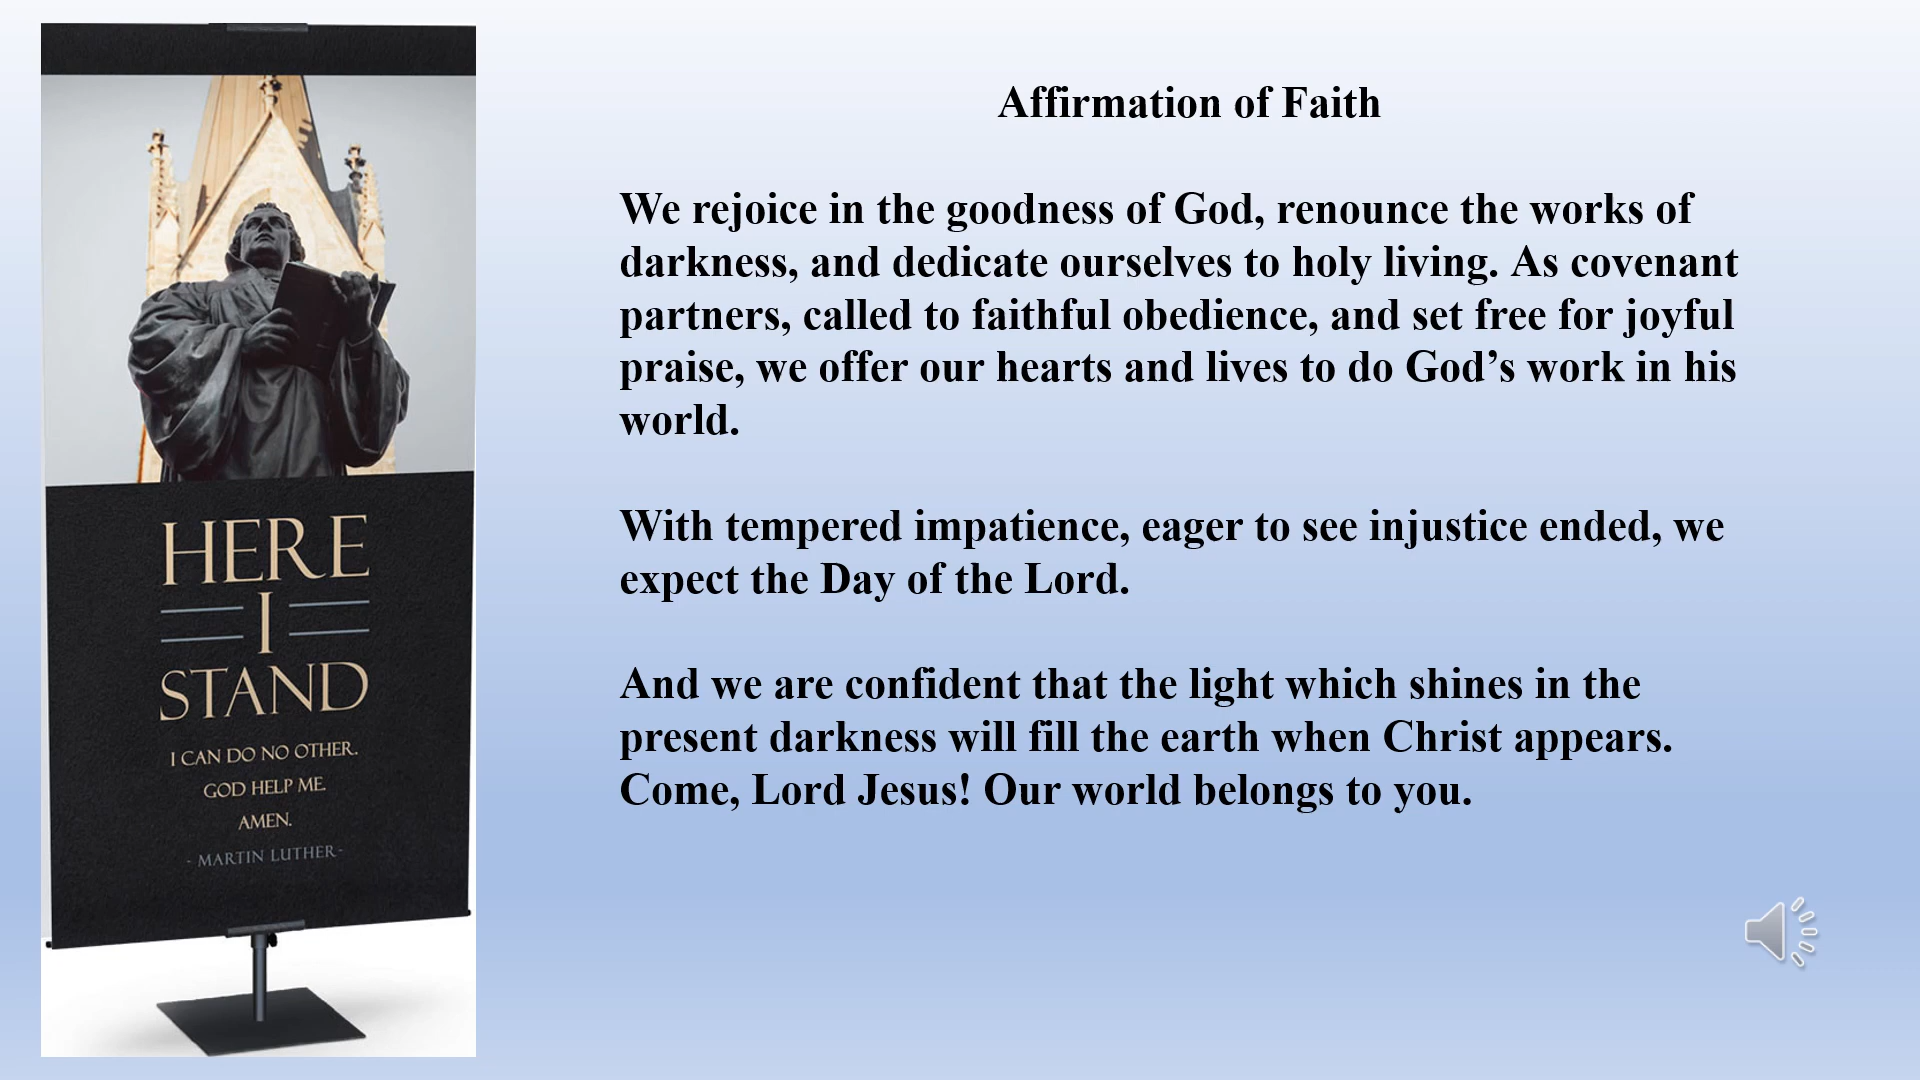 HERE
I
STAND
I CAN DO NO OTHER.
GOD HELP ME.
AMEN.
- MARTIN LUTHER -
Affirmation of Faith
We rejoice in the goodness of God, renounce the works of
darkness, and dedicate ourselves to holy living. As covenant
partners, called to faithful obedience, and set free for joyful
praise, we offer our hearts and lives to do God’s work in his
world.
With tempered impatience, eager to see injustice ended, we
expect the Day of the Lord.
And we are confident that the light which shines in the
present darkness will fill the earth when Christ appears.
Come, Lord Jesus! Our world belongs to you.